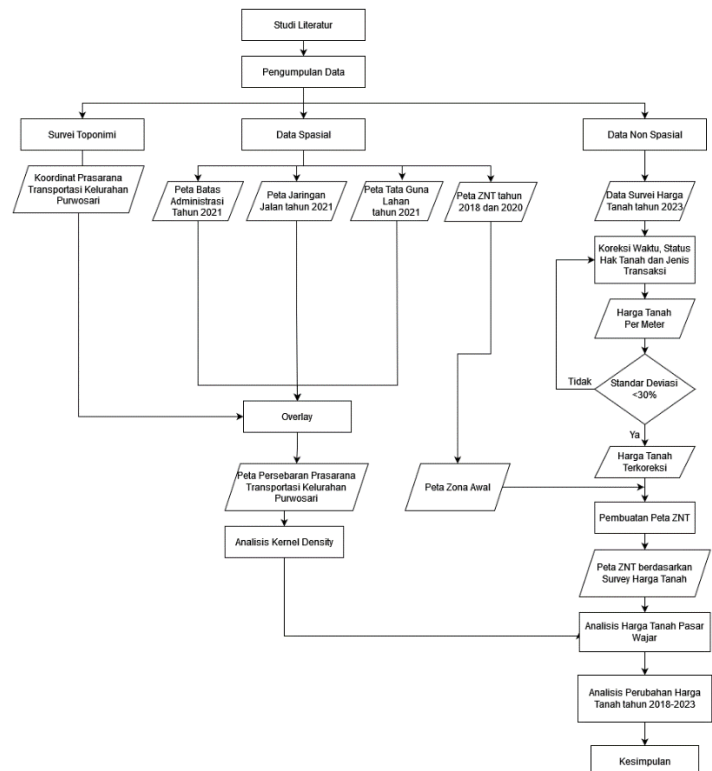 Studi Literatur
Pengumpulan Data
Survei Toponimi
Data Spasial
Data Non Spasial
Koordinat Prasarana
Transportasi Kelurahan
Purwosari
Peta Batas
Administrasi
Tahun 2021
Peta Jaringan
Jalan tahun 2021
Peta Tata Guna
Lahan
tahun 2021
Peta ZNT tahun
2018 dan 2020
Data Survei Harga
Tanah tahun 2023
Koreksi Waktu, Status
Hak Tanah dan Jenis
Transaksi
Harga Tanah
Per Meter
Tidak
Standar Deviasi
<30%
Ya
Overlay
Harga Tanah
Terkoreksi
Peta Persebaran Prasarana
Transportasi Kelurahan
Purwosari
Peta Zona Awal
Pembuatan Peta ZNT
Analisis Kernel Density
Peta ZNT berdasarkan
Survey Harga Tanah
Analisis Harga Tanah Pasar
Wajar
Analisis Perubahan Harga
Tanah tahun 2018-2023
Kesimpulan